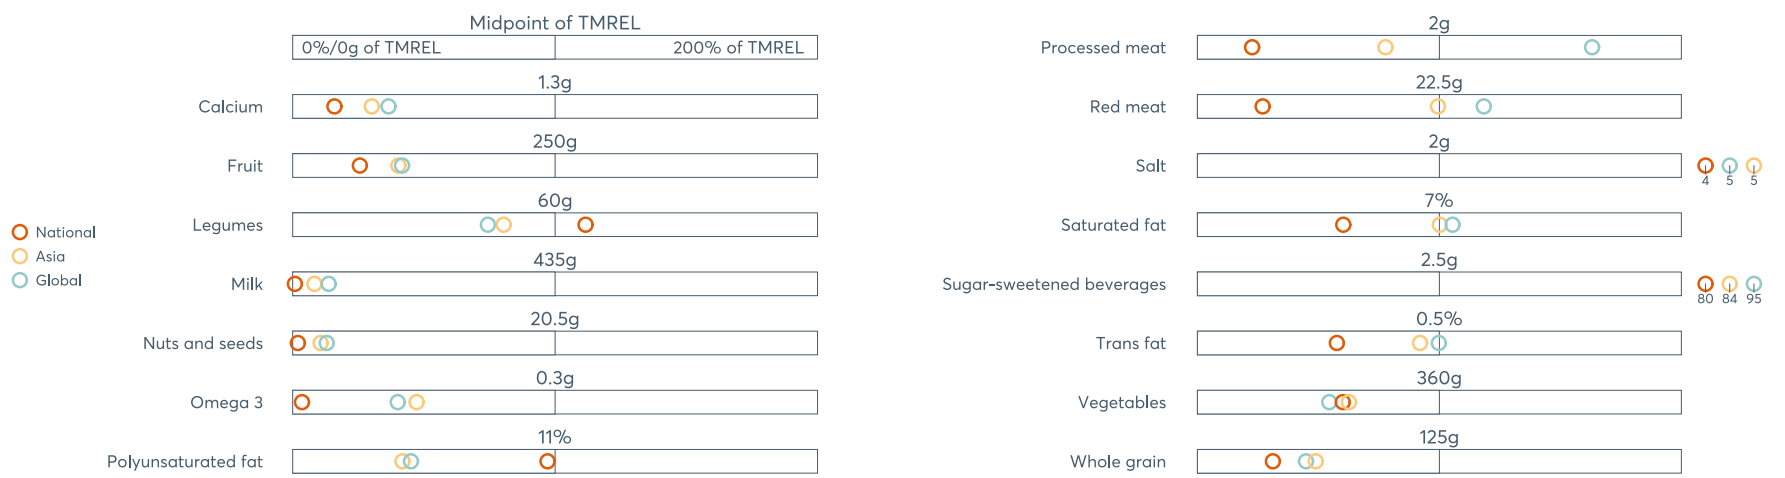 Midpoint of TMREL
0%/0g of TMREL 200% of TMREL
1.3g
Calcium
250g
Fruit
60g
Legumes
435g
Milk
20.5g
Nuts and seeds
0.3g
Omega 3
11%
Polyunsaturated fat
National
Asia
Global
2g
Processed meat
22.5g
Red meat
2g
Salt
4 5 5
7%
Saturated fat
2.5g
Sugar-sweetened beverages
80 84 95
0.5%
Trans fat
360g
Vegetables
125g
Whole grain